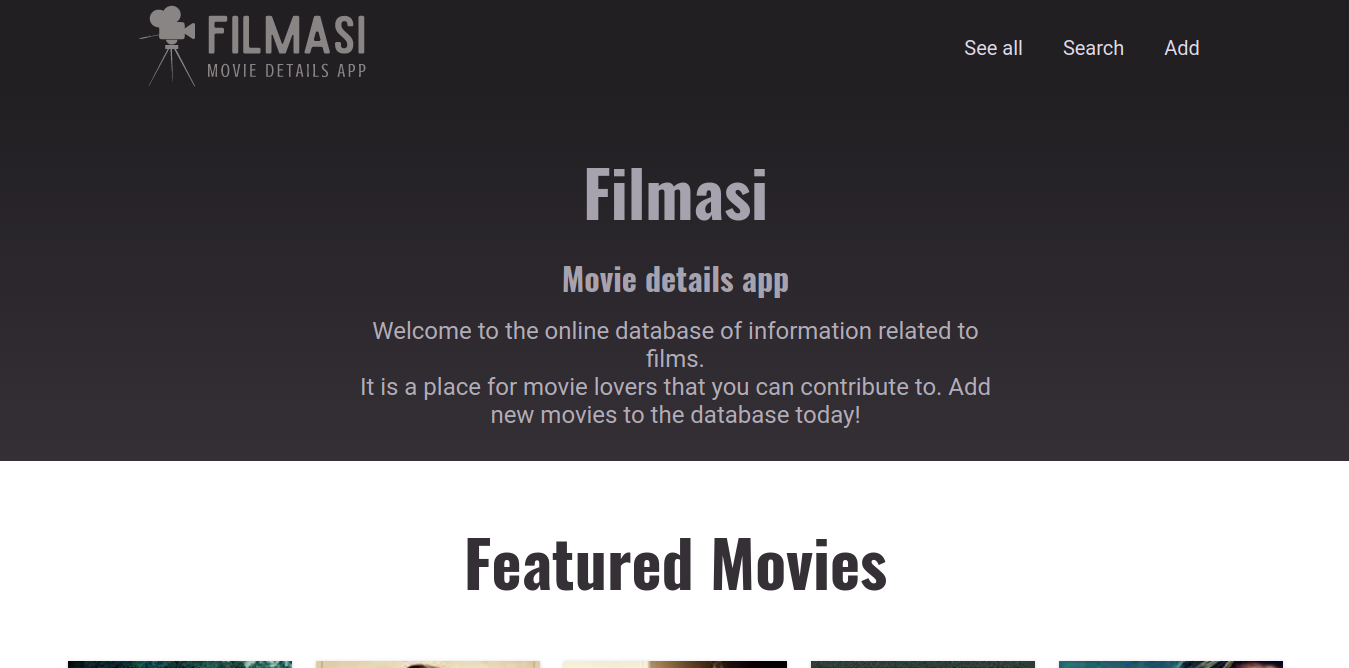 FILMASI
MOVIE DETAILS APP
See all
Search
Add
Filmasi
Movie details app
Welcome to the online database of information related to
films.
It is a place for movie lovers that you can contribute to. Add
new movies to the database today!
Featured Movies